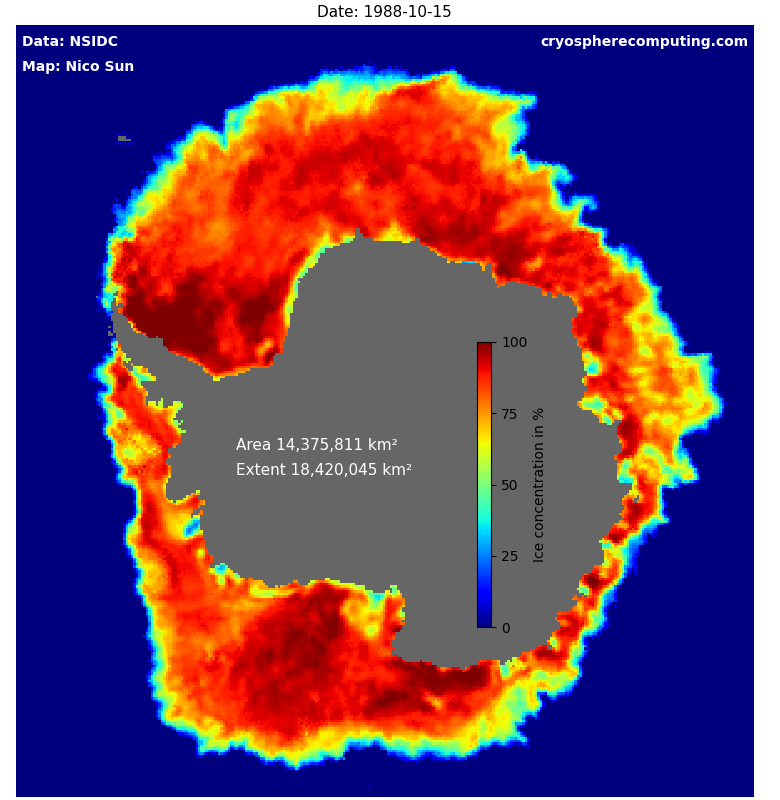 Date: 1988-10-15
Data: NSIDC
cryospherecomputing.com
Map: Nico Sun
100
75
50
25
0
Ice concentration in %
Area 14,375,811 km²
Extent 18,420,045 km²